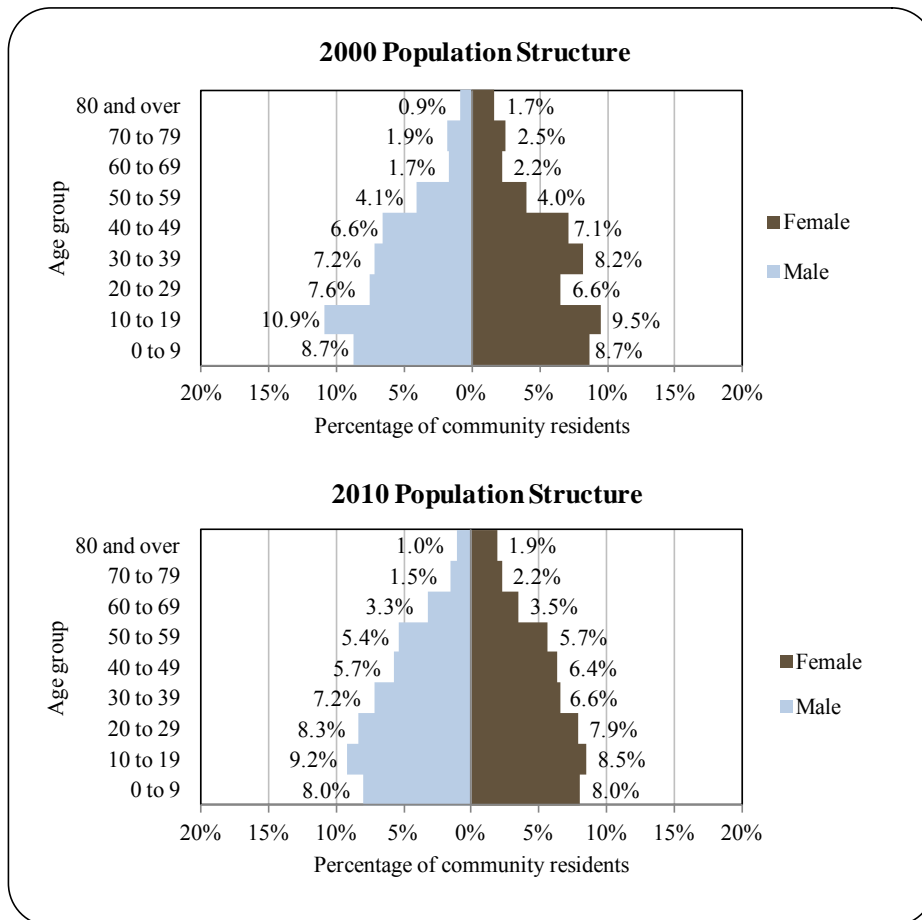 2000 Population Structure
80 and over 0.9% 1.7%
70 to 79 1.9% 2.5%
60 to 69 1.7% 2.2%
50 to 59 4.1% 4.0%
40 to 49 6.6% 7.1%
30 to 39 7.2% 8.2%
20 to 29 7.6% 6.6%
10 to 19 10.9% 9.5%
0 to 9 8.7% 8.7%
Age group
Female
Male
20% 15% 10% 5% 0% 5% 10% 15% 20%
Percentage of community residents
2010 Population Structure
80 and over 1.0% 1.9%
70 to 79 1.5% 2.2%
60 to 69 3.3% 3.5%
50 to 59 5.4% 5.7%
40 to 49 5.7% 6.4%
30 to 39 7.2% 6.6%
20 to 29 8.3% 7.9%
10 to 19 9.2% 8.5%
0 to 9 8.0% 8.0%
Age group
Female
Male
20% 15% 10% 5% 0% 5% 10% 15% 20%
Percentage of community residents